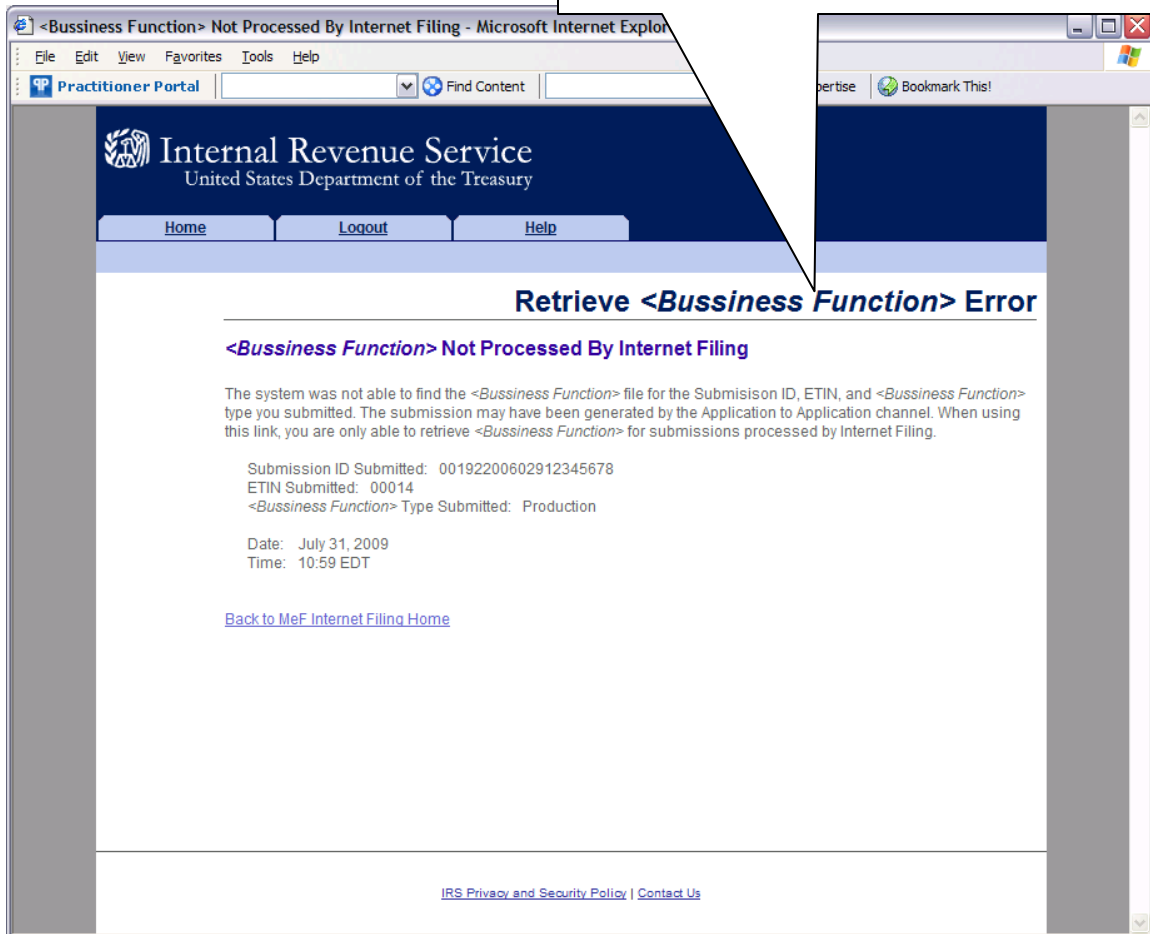 <Bussiness Function> Not Processed By Internet Filing - Microsoft Internet Explor
File Edit View Favorites Tools Help
Practitioner Portal Find Content Bookmark This!
Internal Revenue Service
United States Department of the Treasury
Home Logout Help
Retrieve <Bussiness Function> Error
<Bussiness Function> Not Processed By Internet Filing
The system was not able to find the <Bussiness Function> file for the Submisison ID, ETIN, and <Bussiness Function>
type you submitted. The submission may have been generated by the Application to Application channel. When using
this link, you are only able to retrieve <Bussiness Function> for submissions processed by Internet Filing.
Submission ID Submitted: 00192200602912345678
ETIN Submitted: 00014
<Bussiness Function> Type Submitted: Production
Date: July 31, 2009
Time: 10:59 EDT
Back to MeF Internet Filing Home
IRS Privacy and Security Policy | Contact Us